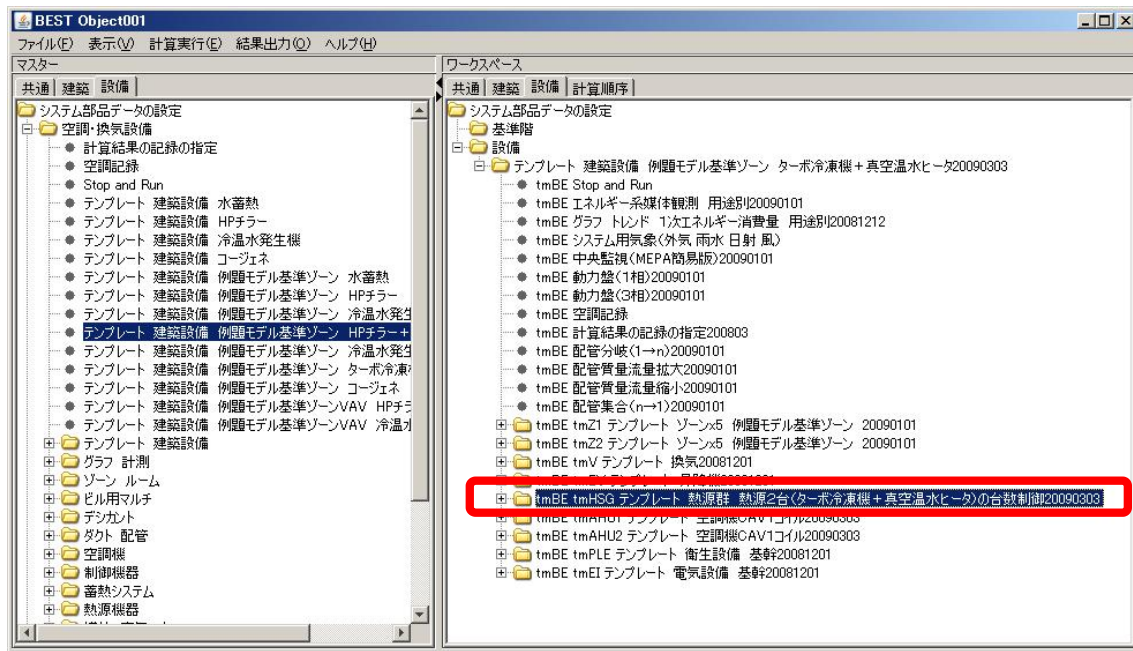 BEST Object001
ファイル(F) 表示(V) 計算実行(E) 結果出力(O) ヘルプ(H)
マスター
共通 建築 設備
システム部品データの設定
空調・換気設備
計算結果の記録の指定
空調記録
Stop and Run
テンプレート 建築設備 水蓄熱
テンプレート 建築設備 HPチラー
テンプレート 建築設備 冷温水発生機
テンプレート 建築設備 コージェネ
テンプレート 建築設備 例題モデル基準ゾーン 水蓄熱
テンプレート 建築設備 例題モデル基準ゾーン HPチラー
テンプレート 建築設備 例題モデル基準ゾーン 冷温水発生
テンプレート 建築設備 例題モデル基準ゾーン HPチラー+
テンプレート 建築設備 例題モデル基準ゾーン 冷温水発生
テンプレート 建築設備 例題モデル基準ゾーン ターボ冷凍
テンプレート 建築設備 例題モデル基準ゾーン コージェネ
テンプレート 建築設備 例題モデル基準ゾーンVAV HPチラ
テンプレート 建築設備 例題モデル基準ゾーンVAV 冷温水
テンプレート 建築設備
グラフ 計測
ゾーン ルーム
ビル用マルチ
デシカント
ダクト 配管
空調機
制御機器
蓄熱システム
熱源機器
ワークスペース
共通 建築 設備 計算順序
システム部品データの設定
基準階
設備
テンプレート 建築設備 例題モデル基準ゾーン ターボ冷凍機+真空温水ヒータ20090303
tmBE Stop and Run
tmBE エネルギー系媒体観測 用途別20090101
tmBE グラフ トレンド 1次エネルギー消費量 用途別20081212
tmBE システム用気象(外気 雨水 日射 風)
tmBE 中央監視(MEPA簡易版)20090101
tmBE 動力盤(1相)20090101
tmBE 動力盤(3相)20090101
tmBE 空調記録
tmBE 計算結果の記録の指定200803
tmBE 配管分岐(1→n)20090101
tmBE 配管質量流量拡大20090101
tmBE 配管質量流量縮小20090101
tmBE 配管集合(n→1)20090101
tmBE tmZ1 テンプレート ゾーンx5 例題モデル基準ゾーン 20090101
tmBE tmZ2 テンプレート ゾーンx5 例題モデル基準ゾーン 20090101
tmBE tmV テンプレート 換気20081201
tmBE tmHSG テンプレート 熱源群 熱源2台(ターボ冷凍機+真空温水ヒータ)の台数制御20090303
tmBE tmAHU1 テンプレート 空調機CAV1コイル20090303
tmBE tmAHU2 テンプレート 空調機CAV1コイル20090303
tmBE tmPLE テンプレート 衛生設備 基幹20081201
tmBE tmEI テンプレート 電気設備 基幹20081201